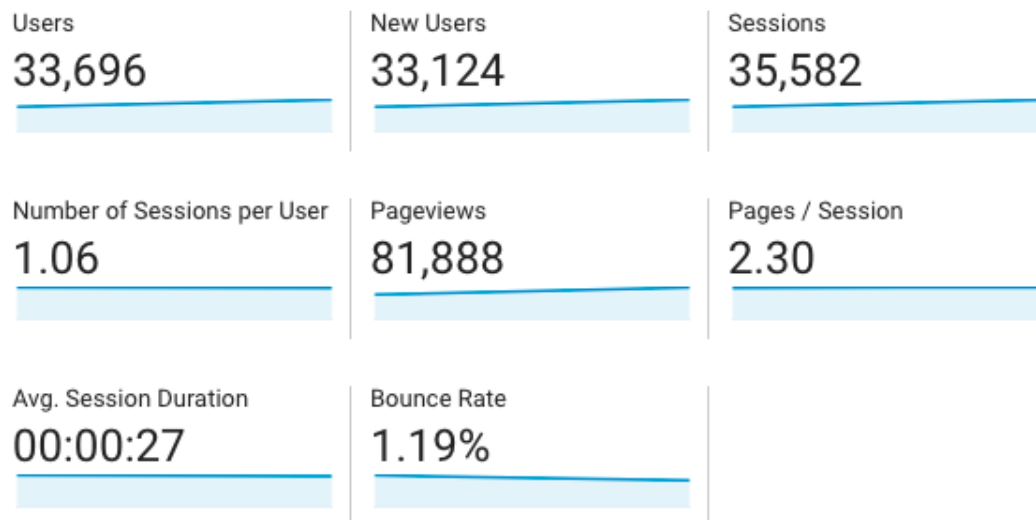 Users
33,696
New Users
33,124
Sessions
35,582
Number of Sessions per User
1.06
Pageviews
81,888
Pages / Session
2.30
Avg. Session Duration
00:00:27
Bounce Rate
1.19%